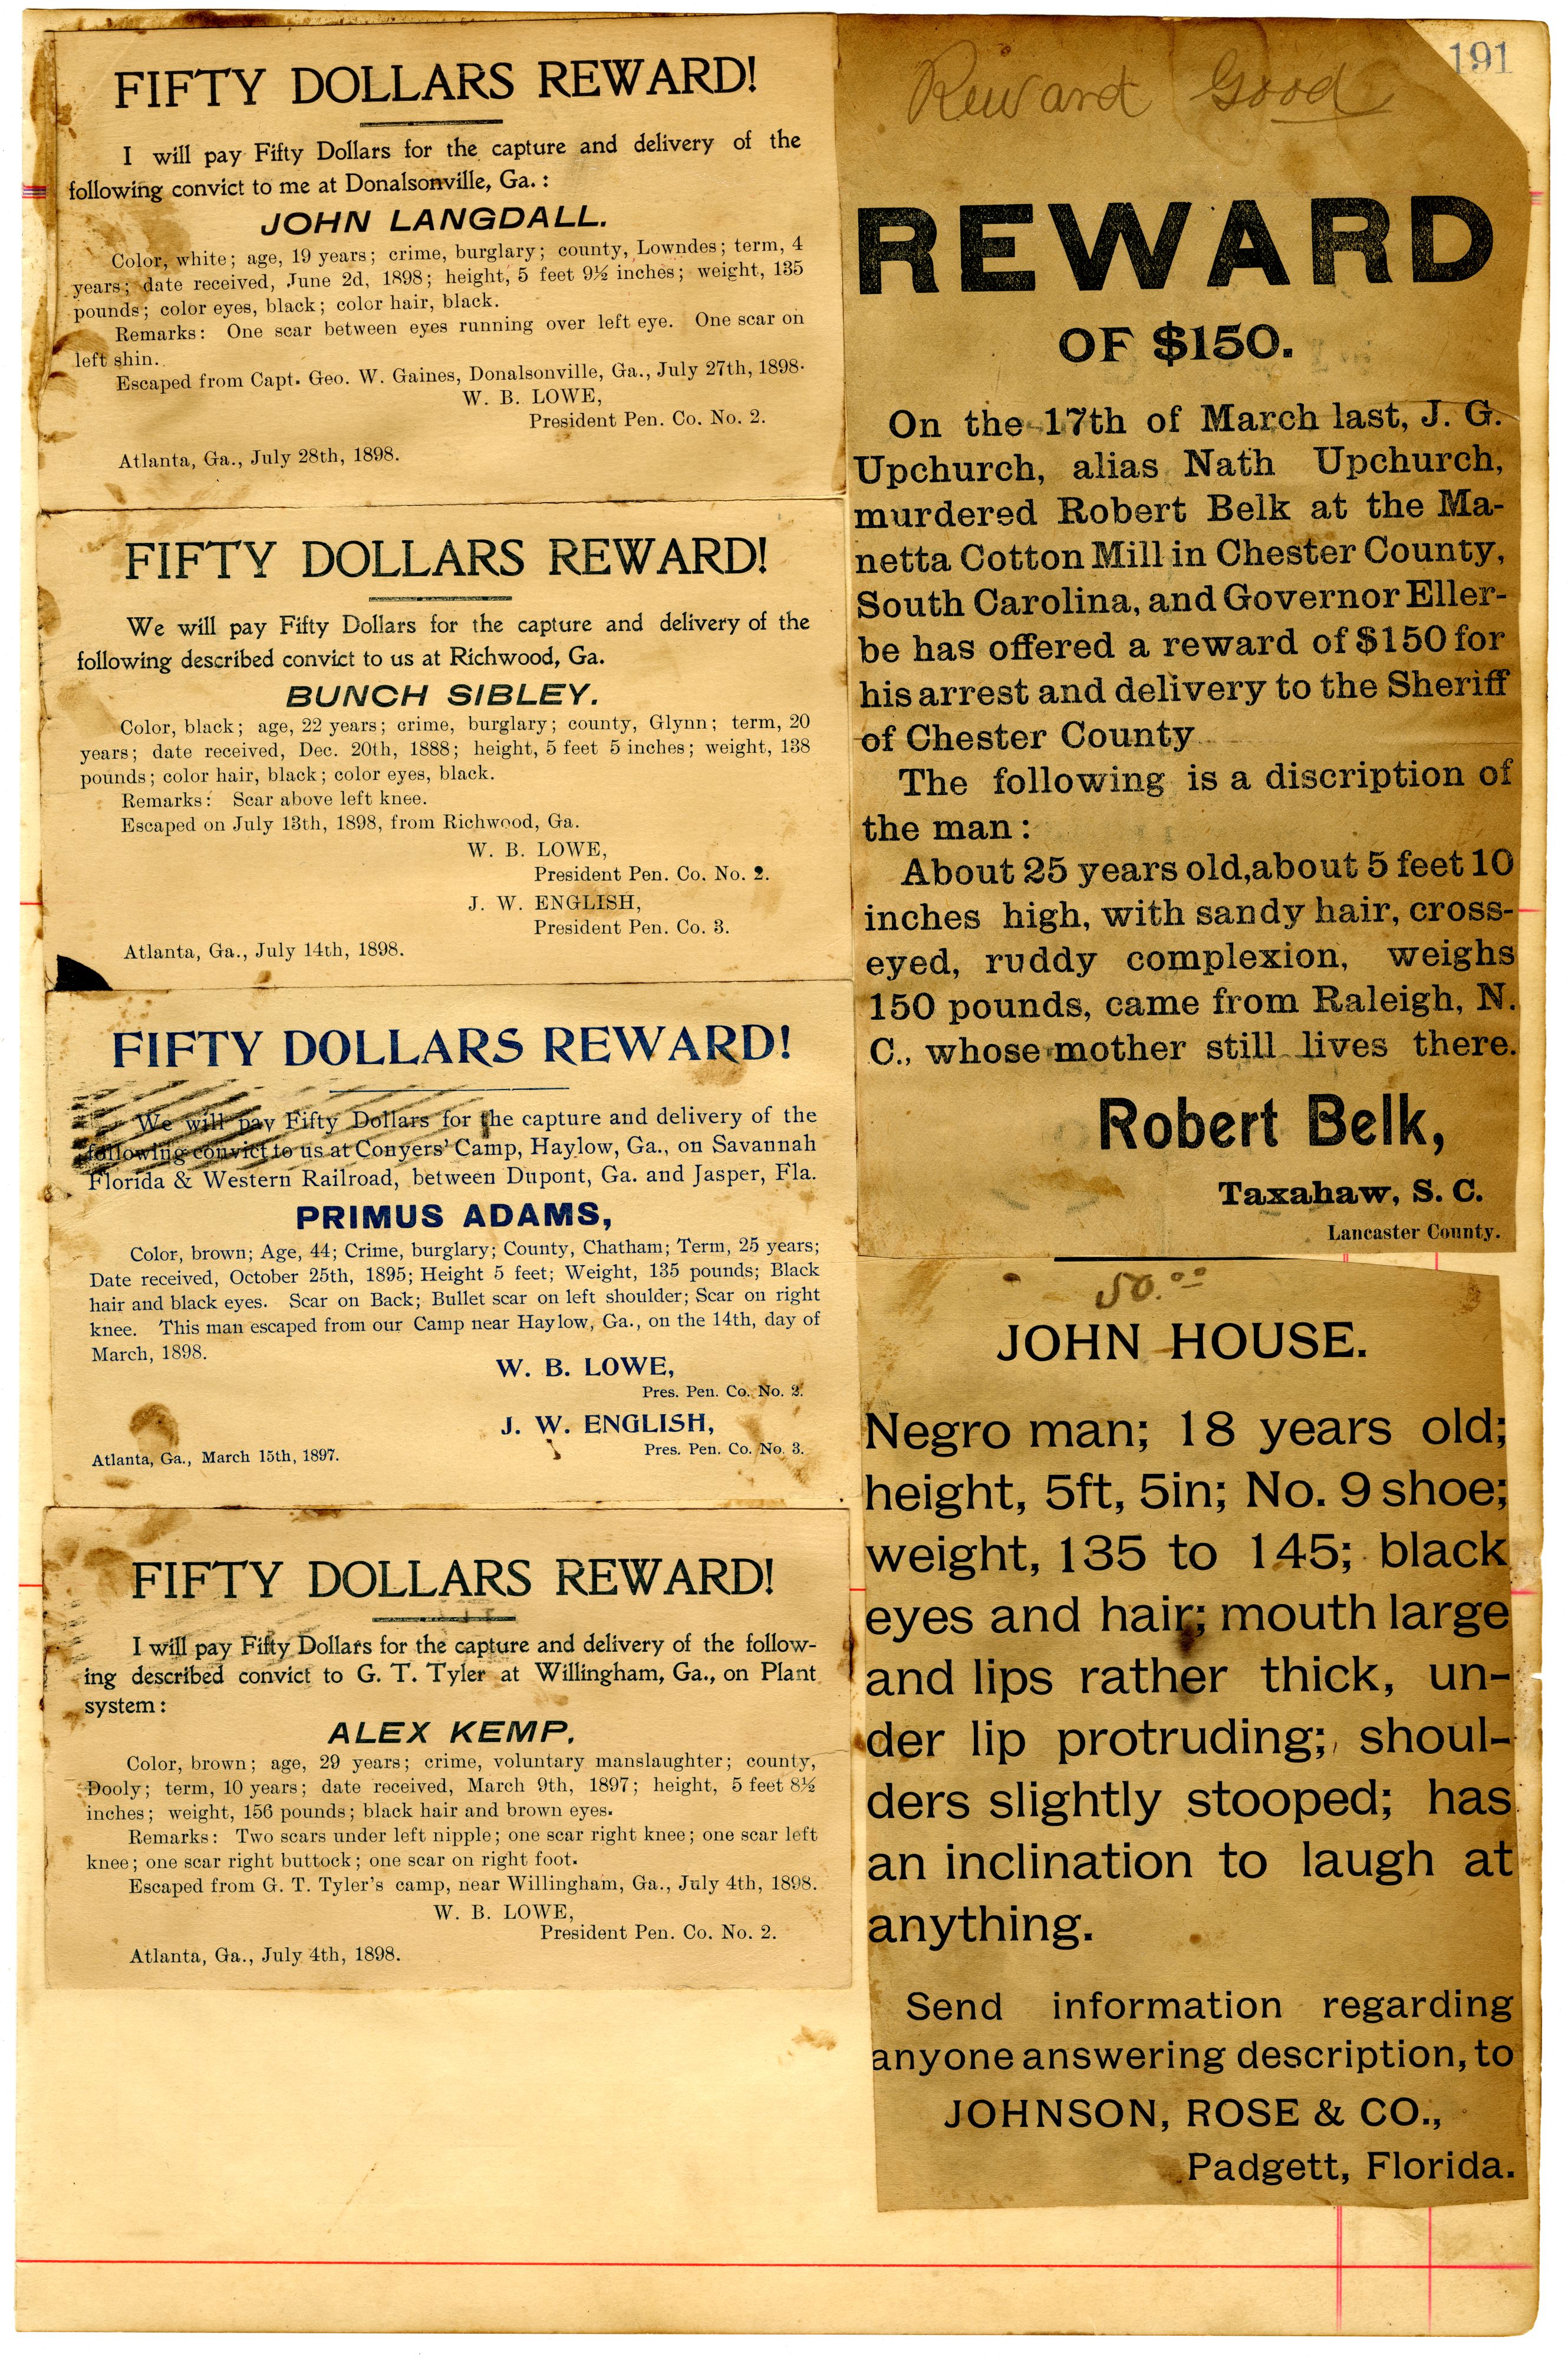 FIFTY DOLLARS REWARD!
I will pay Fifty Dollars for the capture and delivery of the
following convict to me at Donalsonville, Ga. :
JOHN LANGDALL.
Color, white; age, 19 years; crime, burglary; county, Lowndes; term, 4
years; date received, June 2d, 1898; height, 5 feet 9½ inches; weight, 135
pounds; color eyes, black; color hair, black.
Remarks: One scar between eyes running over left eye. One scar on
left shin.
Escaped from Capt. Geo. W. Gaines, Donalsonville, Ga., July 27th, 1898.
W. B. LOWE,
President Pen. Co. No. 2.
Atlanta, Ga., July 28th, 1898.
FIFTY DOLLARS REWARD!
We will pay Fifty Dollars for the capture and delivery of the
following described convict to us at Richwood, Ga.
BUNCH SIBLEY.
Color, black; age, 22 years; crime, burglary; county, Glynn; term, 20
years; date received, Dec. 20th, 1888; height, 5 feet 5 inches; weight, 138
pounds; color hair, black; color eyes, black.
Remarks: Scar above left knee.
Escaped on July 13th, 1898, from Richwood, Ga.
W. B. LOWE,
President Pen. Co. No. 2.
J. W. ENGLISH,
President Pen. Co. 3.
Atlanta, Ga., July 14th, 1898.
FIFTY DOLLARS REWARD!
We will pay Fifty Dollars for the capture and delivery of the
following convict to us at Conyers' Camp, Haylow, Ga., on Savannah
Florida & Western Railroad, between Dupont, Ga. and Jasper, Fla.
PRIMUS ADAMS,
Color, brown; Age, 44; Crime, burglary; County, Chatham; Term, 25 years;
Date received, October 25th, 1895; Height 5 feet; Weight, 135 pounds; Black
hair and black eyes. Scar on Back; Bullet scar on left shoulder; Scar on right
knee. This man escaped from our Camp near Haylow, Ga., on the 14th, day of
March, 1898.
W. B. LOWE,
Pres. Pen. Co. No. 2.
J. W. ENGLISH,
Pres. Pen. Co. No. 3.
Atlanta, Ga., March 15th, 1897.
FIFTY DOLLARS REWARD!
I will pay Fifty Dollars for the capture and delivery of the follow-
ing described convict to G. T. Tyler at Willingham, Ga., on Plant
system:
ALEX KEMP.
Color, brown; age, 29 years; crime, voluntary manslaughter; county,
Dooly; term, 10 years; date received, March 9th, 1897; height, 5 feet 8½
inches; weight, 156 pounds; black hair and brown eyes.
Remarks: Two scars under left nipple; one scar right knee; one scar left
knee; one scar right buttock; one scar on right foot.
Escaped from G. T. Tyler's camp, near Willingham, Ga., July 4th, 1898.
W. B. LOWE,
President Pen. Co. No. 2.
Atlanta, Ga., July 4th, 1898.
191
Reward Good
REWARD
OF $150.
On the 17th of March last, J. G.
Upchurch, alias Nath Upchurch,
murdered Robert Belk at the Ma-
netta Cotton Mill in Chester County,
South Carolina, and Governor Eller-
be has offered a reward of $150 for
his arrest and delivery to the Sheriff
of Chester County
The following is a discription of
the man:
About 25 years old,about 5 feet 10
inches high, with sandy hair, cross-
eyed, ruddy complexion, weighs
150 pounds, came from Raleigh, N.
C., whose mother still lives there.
Robert Belk,
Taxahaw, S. C.
Lancaster County.
50.00
JOHN HOUSE.
Negro man; 18 years old;
height, 5ft, 5in; No. 9 shoe;
weight, 135 to 145; black
eyes and hair; mouth large
and lips rather thick, un-
der lip protruding; shoul-
ders slightly stooped; has
an inclination to laugh at
anything.
Send information regarding
anyone answering description, to
JOHNSON, ROSE & CO.,
Padgett, Florida.